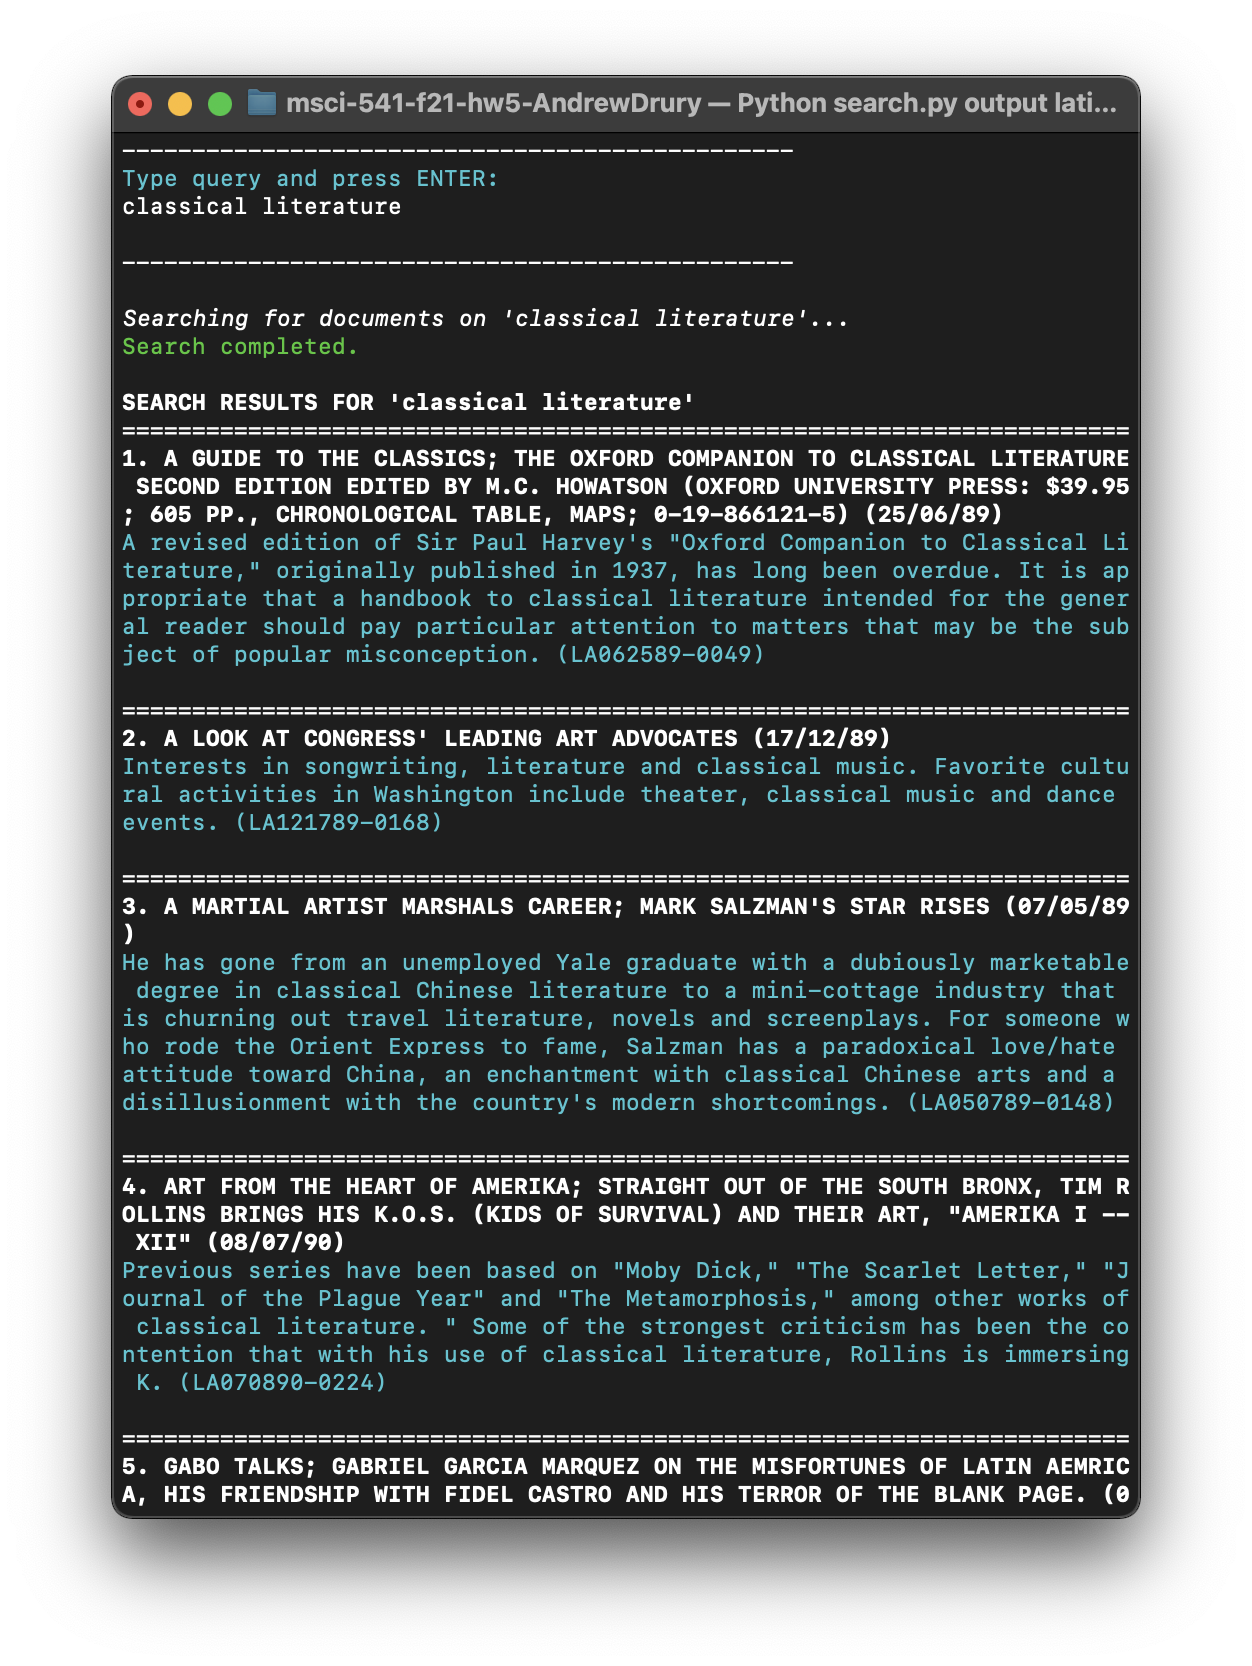 msci-541-f21-hw5-AndrewDrury — Python search.py output lati...
------------------------------------------------
Type query and press ENTER:
classical literature
------------------------------------------------
Searching for documents on 'classical literature'...
Search completed.
SEARCH RESULTS FOR 'classical literature'
========================================================================
1. A GUIDE TO THE CLASSICS; THE OXFORD COMPANION TO CLASSICAL LITERATURE
 SECOND EDITION EDITED BY M.C. HOWATSON (OXFORD UNIVERSITY PRESS: $39.95
; 605 PP., CHRONOLOGICAL TABLE, MAPS; 0-19-866121-5) (25/06/89)
A revised edition of Sir Paul Harvey's "Oxford Companion to Classical Li
terature," originally published in 1937, has long been overdue. It is ap
propriate that a handbook to classical literature intended for the gener
al reader should pay particular attention to matters that may be the sub
ject of popular misconception. (LA062589-0049)
========================================================================
2. A LOOK AT CONGRESS' LEADING ART ADVOCATES (17/12/89)
Interests in songwriting, literature and classical music. Favorite cultu
ral activities in Washington include theater, classical music and dance
events. (LA121789-0168)
========================================================================
3. A MARTIAL ARTIST MARSHALS CAREER; MARK SALZMAN'S STAR RISES (07/05/89
)
He has gone from an unemployed Yale graduate with a dubiously marketable
 degree in classical Chinese literature to a mini-cottage industry that
is churning out travel literature, novels and screenplays. For someone w
ho rode the Orient Express to fame, Salzman has a paradoxical love/hate
attitude toward China, an enchantment with classical Chinese arts and a
disillusionment with the country's modern shortcomings. (LA050789-0148)
========================================================================
4. ART FROM THE HEART OF AMERIKA; STRAIGHT OUT OF THE SOUTH BRONX, TIM R
OLLINS BRINGS HIS K.O.S. (KIDS OF SURVIVAL) AND THEIR ART, "AMERIKA I --
 XII" (08/07/90)
Previous series have been based on "Moby Dick," "The Scarlet Letter," "J
ournal of the Plague Year" and "The Metamorphosis," among other works of
 classical literature. " Some of the strongest criticism has been the co
ntention that with his use of classical literature, Rollins is immersing
 K. (LA070890-0224)
========================================================================
5. GABO TALKS; GABRIEL GARCIA MARQUEZ ON THE MISFORTUNES OF LATIN AEMRIC
A, HIS FRIENDSHIP WITH FIDEL CASTRO AND HIS TERROR OF THE BLANK PAGE. (0